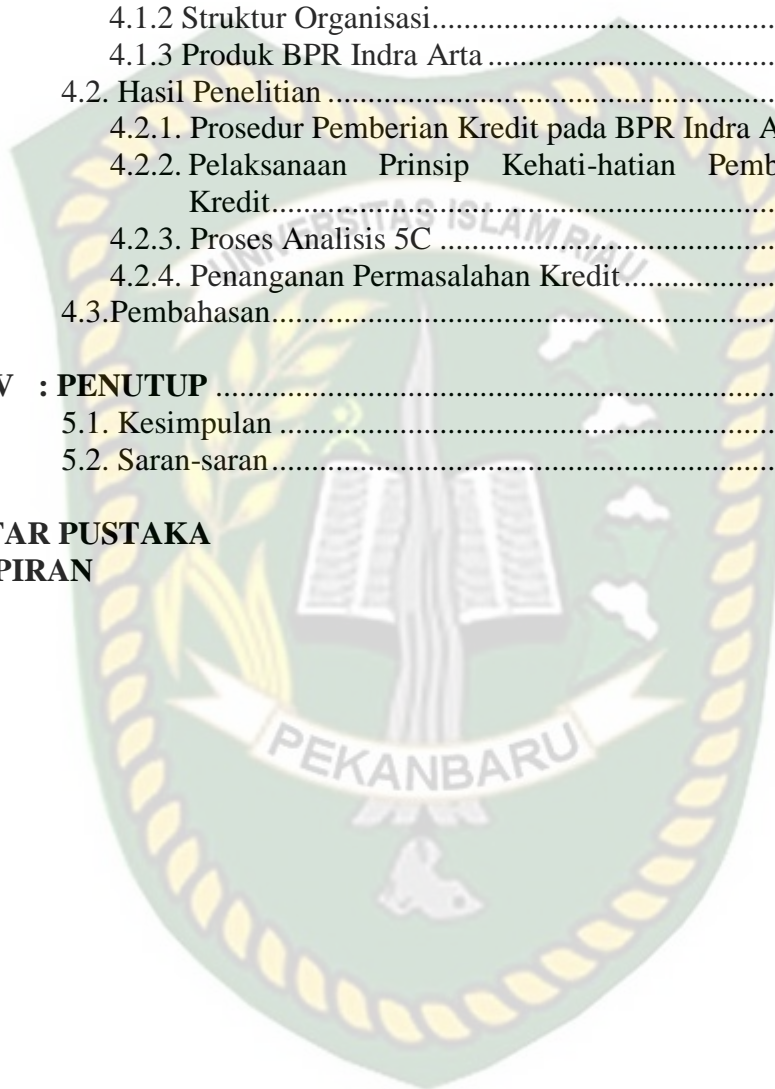 4.1.2 Struktur Organisasi..............................................
4.1.3 Produk BPR Indra Arta ......................................
4.2. Hasil Penelitian ..........................................................
4.2.1. Prosedur Pemberian Kredit pada BPR Indra A
4.2.2. Pelaksanaan Prinsip Kehati-hatian Pemb
Kredit..................................................................
4.2.3. Proses Analisis 5C ............................................
4.2.4. Penanganan Permasalahan Kredit....................
4.3.Pembahasan.................................................................
V : PENUTUP ........................................................................
5.1. Kesimpulan ................................................................
5.2. Saran-saran.................................................................
TAR PUSTAKA
PIRAN
UNIVERSITAS ISLAM RIAU
PEKANBARU